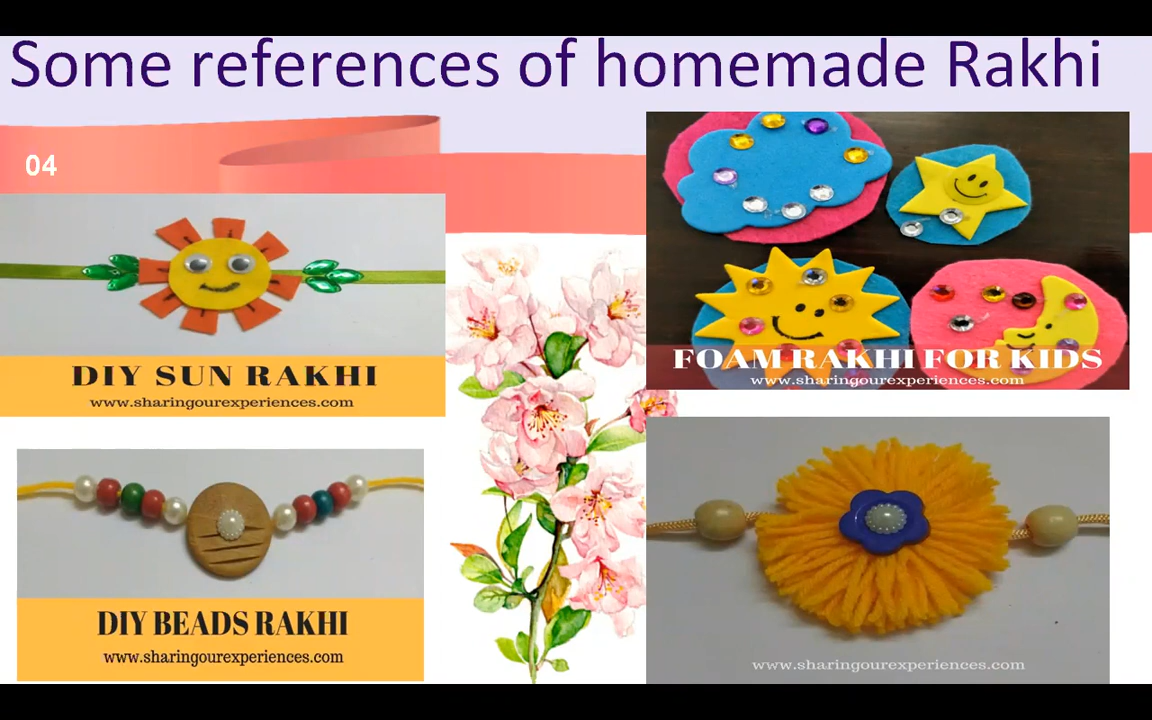 Some references of homemade Rakhi
04
DIY SUN RAKHI
www.sharingourexperiences.com
FOAM RAKHI FOR KIDS
www.sharingourexperiences.com
DIY BEADS RAKHI
www.sharingourexperiences.com
www.sharingourexperiences.com